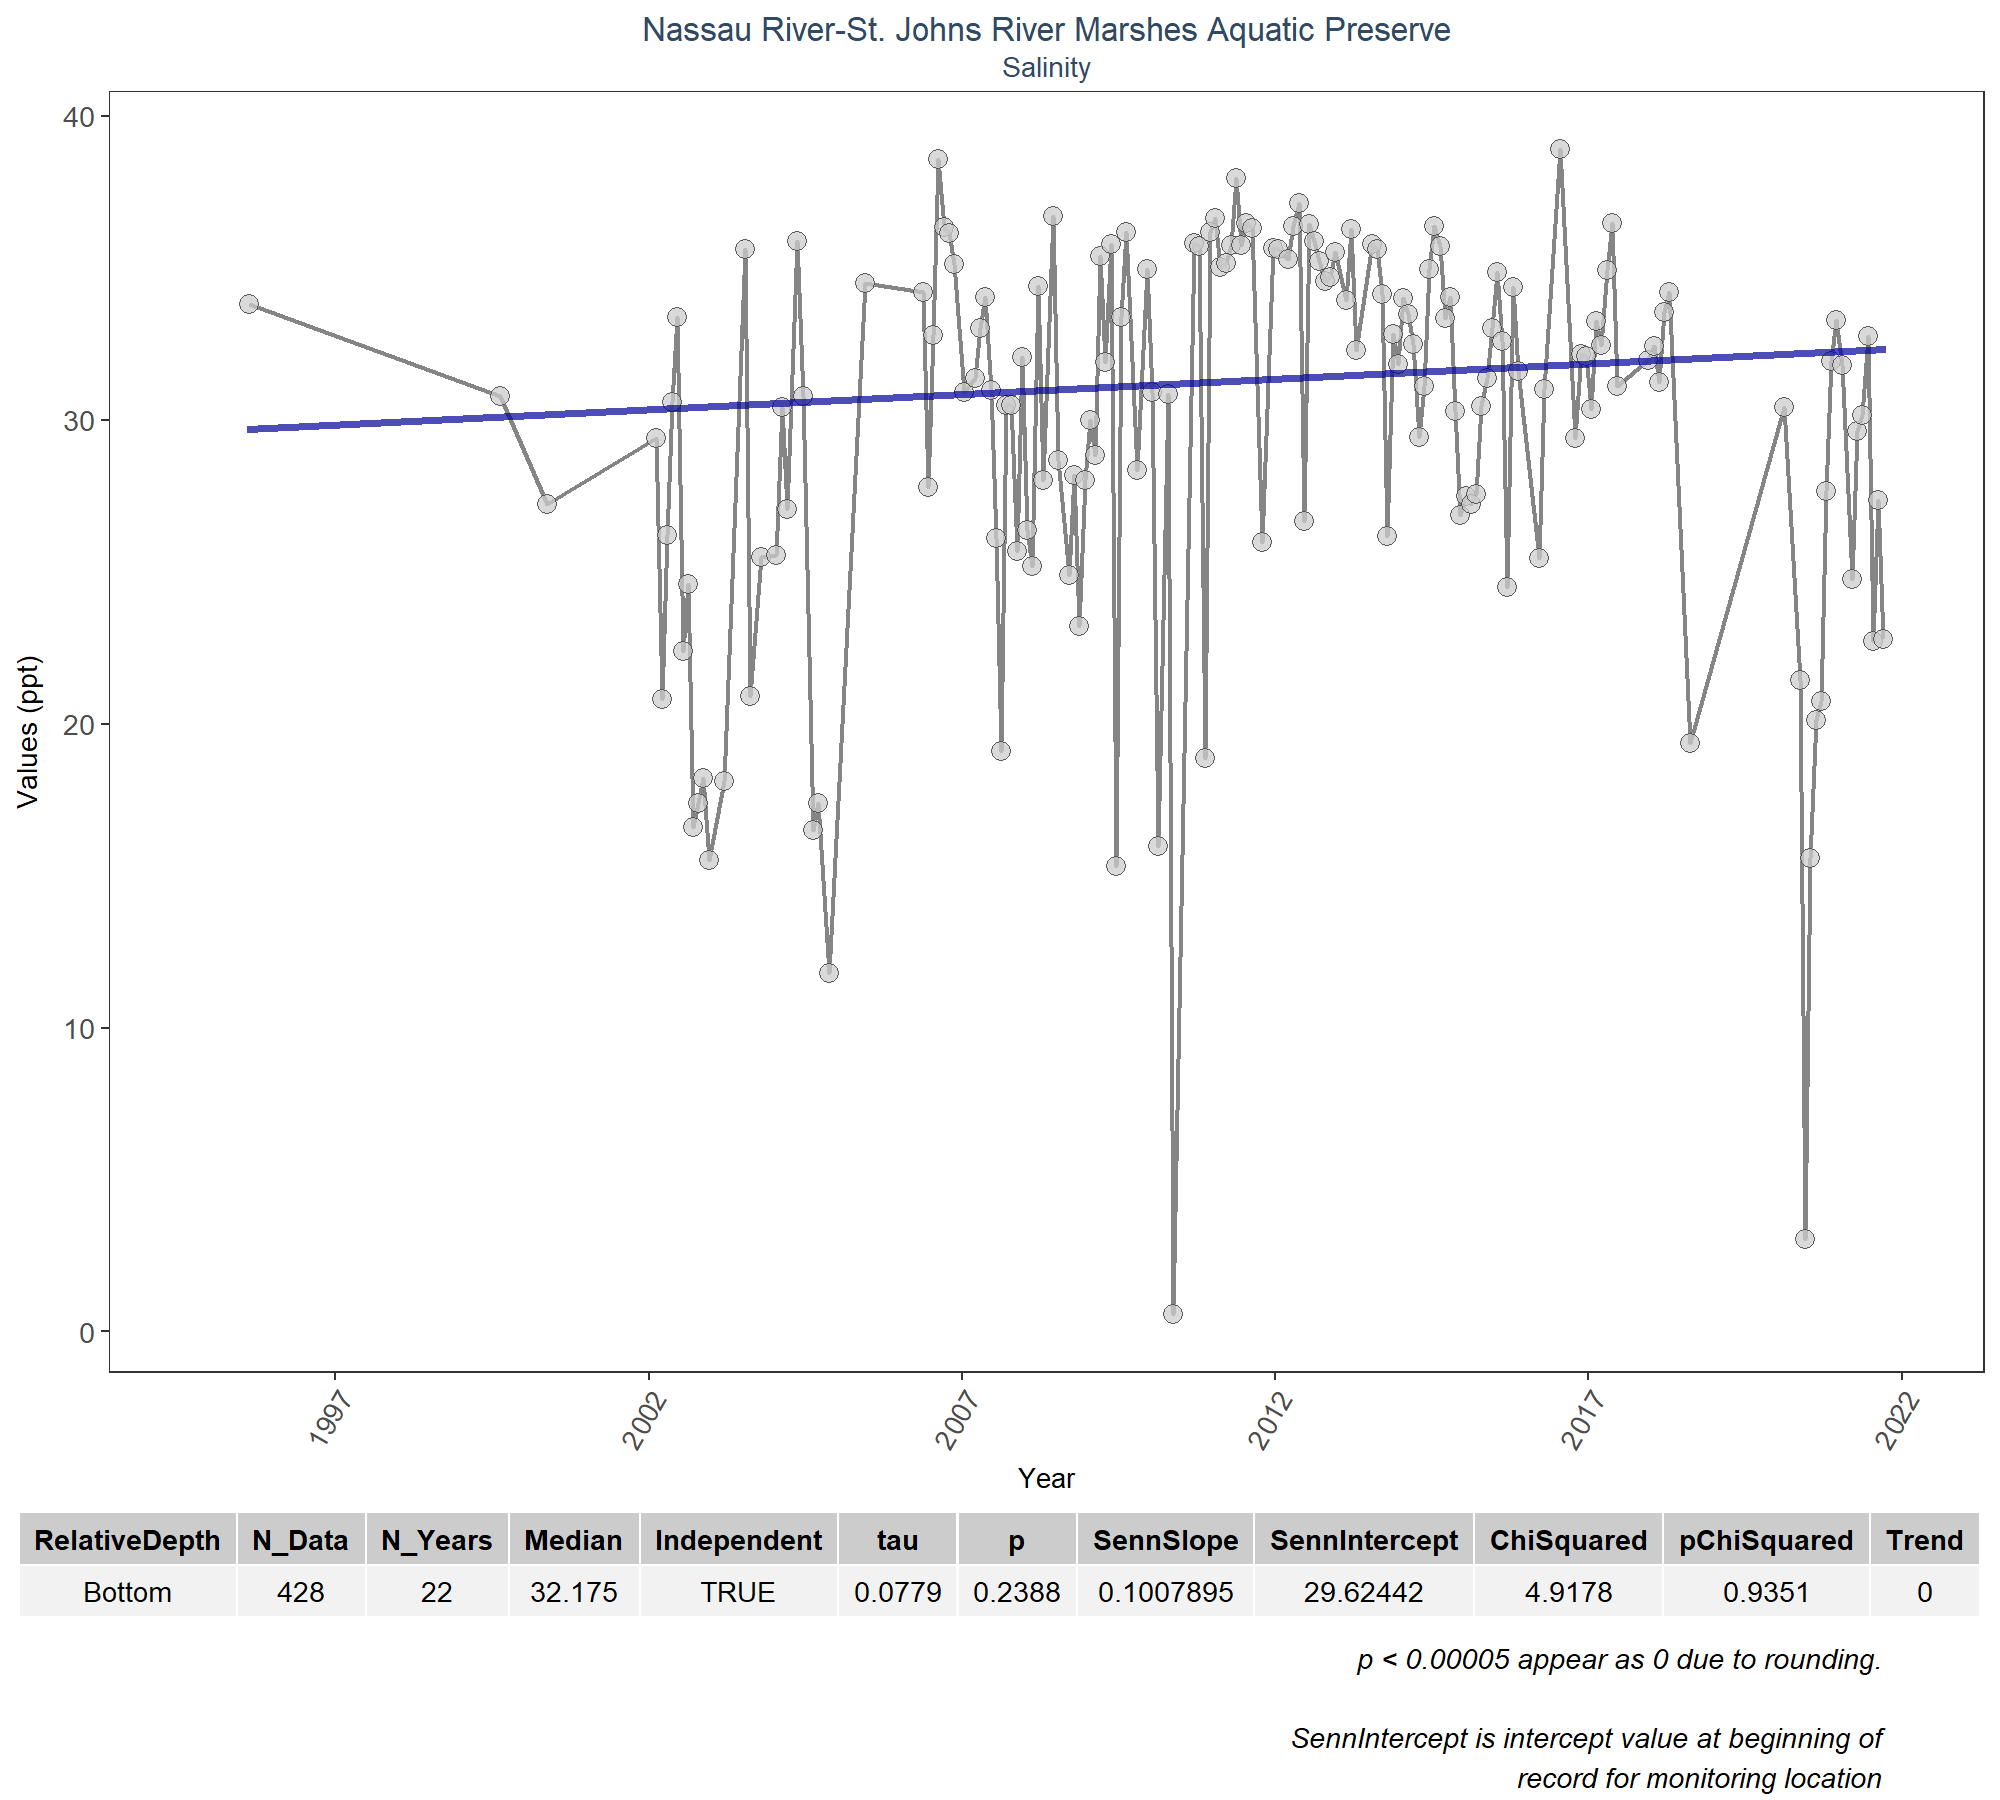 Nassau River-St. Johns River Marshes Aquatic Preserve
Salinity
40
30
20
10
0
Values (ppt)
1997 2002 2007 2012 2017 2022
Year
RelativeDepth N_Data N_Years Median Independent tau p SennSlope SennIntercept ChiSquared pChiSquared Trend
Bottom 428 22 32.175 TRUE 0.0779 0.2388 0.1007895 29.62442 4.9178 0.9351 0
p < 0.00005 appear as 0 due to rounding.
SennIntercept is intercept value at beginning of
record for monitoring location